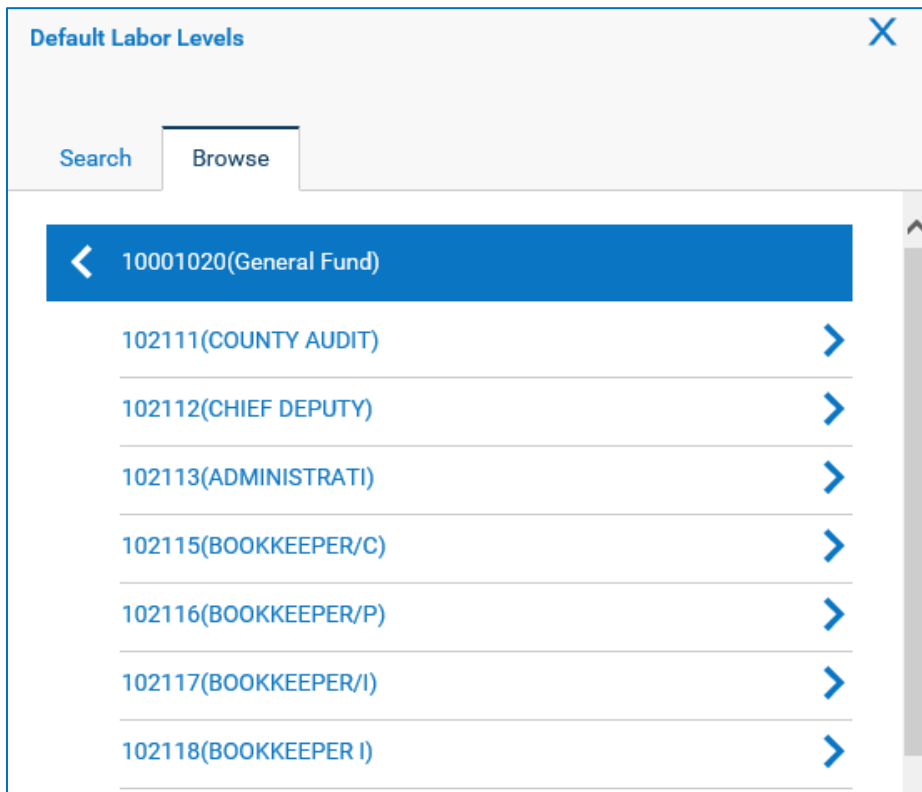 Default Labor Levels
Search Browse
10001020(General Fund)
102111(COUNTY AUDIT)
102112(CHIEF DEPUTY)
102113(ADMINISTRATI)
102115(BOOKKEEPER/C)
102116(BOOKKEEPER/P)
102117(BOOKKEEPER/I)
102118(BOOKKEEPER I)